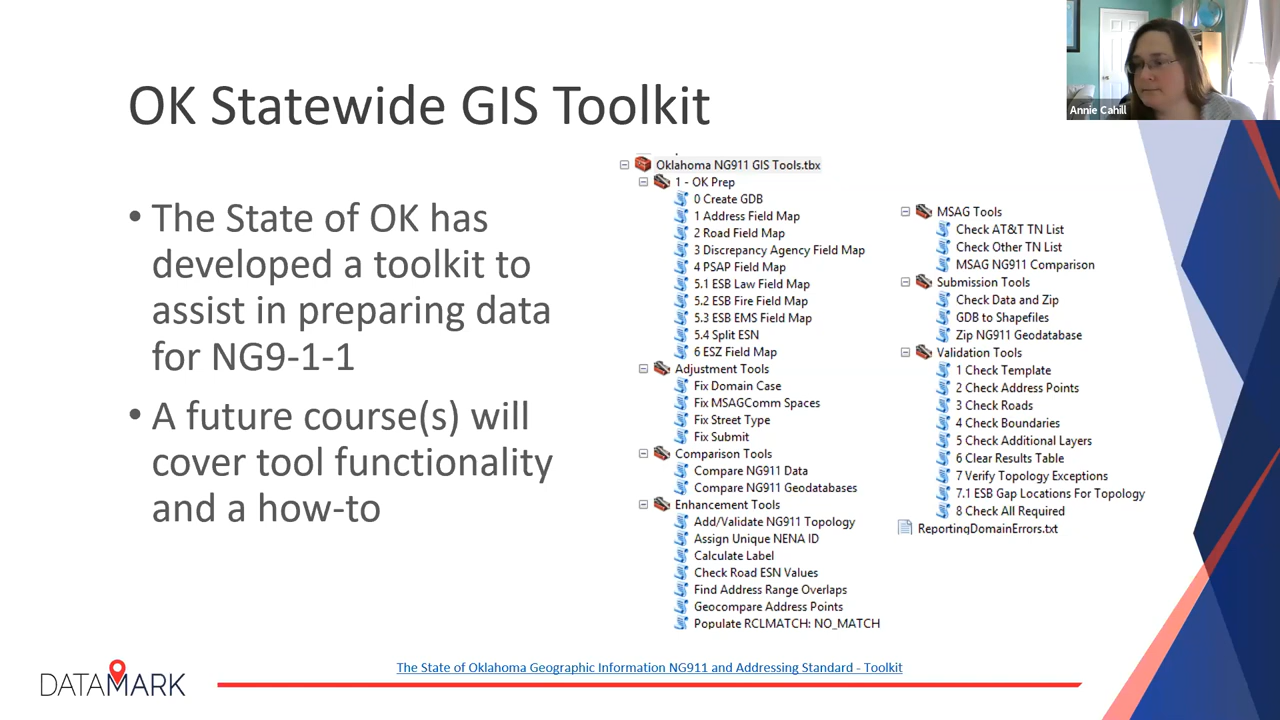 Annie Cahill
OK Statewide GIS Toolkit
• The State of OK has
developed a toolkit to
assist in preparing data
for NG9-1-1
• A future course(s) will
cover tool functionality
and a how-to
Oklahoma NG911 GIS Tools.tbx
1 - OK Prep
0 Create GDB
1 Address Field Map
2 Road Field Map
3 Discrepancy Agency Field Map
4 PSAP Field Map
5.1 ESB Law Field Map
5.2 ESB Fire Field Map
5.3 ESB EMS Field Map
5.4 Split ESN
6 ESZ Field Map
Adjustment Tools
Fix Domain Case
Fix MSAGComm Spaces
Fix Street Type
Fix Submit
Comparison Tools
Compare NG911 Data
Compare NG911 Geodatabases
Enhancement Tools
Add/Validate NG911 Topology
Assign Unique NENA ID
Calculate Label
Check Road ESN Values
Find Address Range Overlaps
Geocompare Address Points
Populate RCLMATCH: NO_MATCH
MSAG Tools
Check AT&T TN List
Check Other TN List
MSAG NG911 Comparison
Submission Tools
Check Data and Zip
GDB to Shapefiles
Zip NG911 Geodatabase
Validation Tools
1 Check Template
2 Check Address Points
3 Check Roads
4 Check Boundaries
5 Check Additional Layers
6 Clear Results Table
7 Verify Topology Exceptions
7.1 ESB Gap Locations For Topology
8 Check All Required
ReportingDomainErrors.txt
The State of Oklahoma Geographic Information NG911 and Addressing Standard - Toolkit
DATAMARK